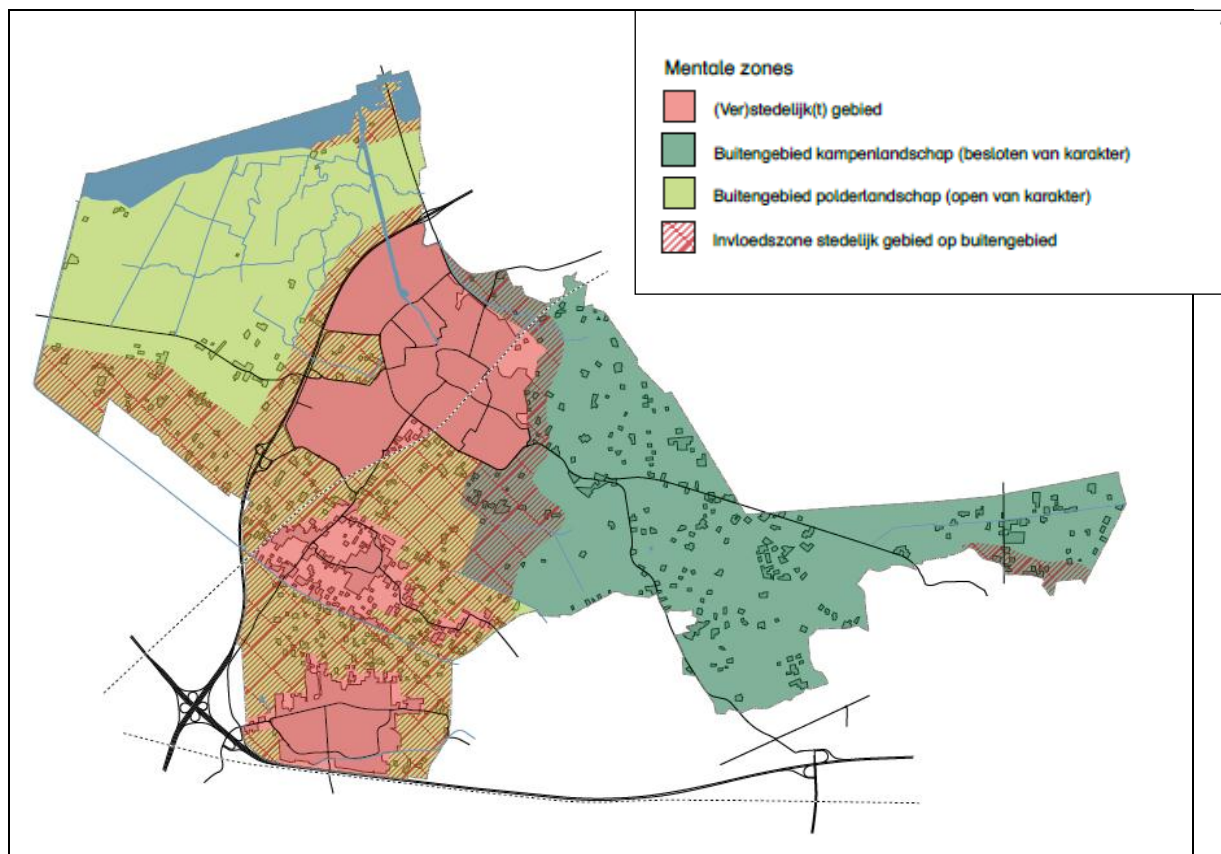 Mentale zones
(Ver)stedelijk(t) gebied
Buitengebied kampenlandschap (besloten van karakter)
Buitengebied polderlandschap (open van karakter)
Invloedszone stedelijk gebied op buitengebied